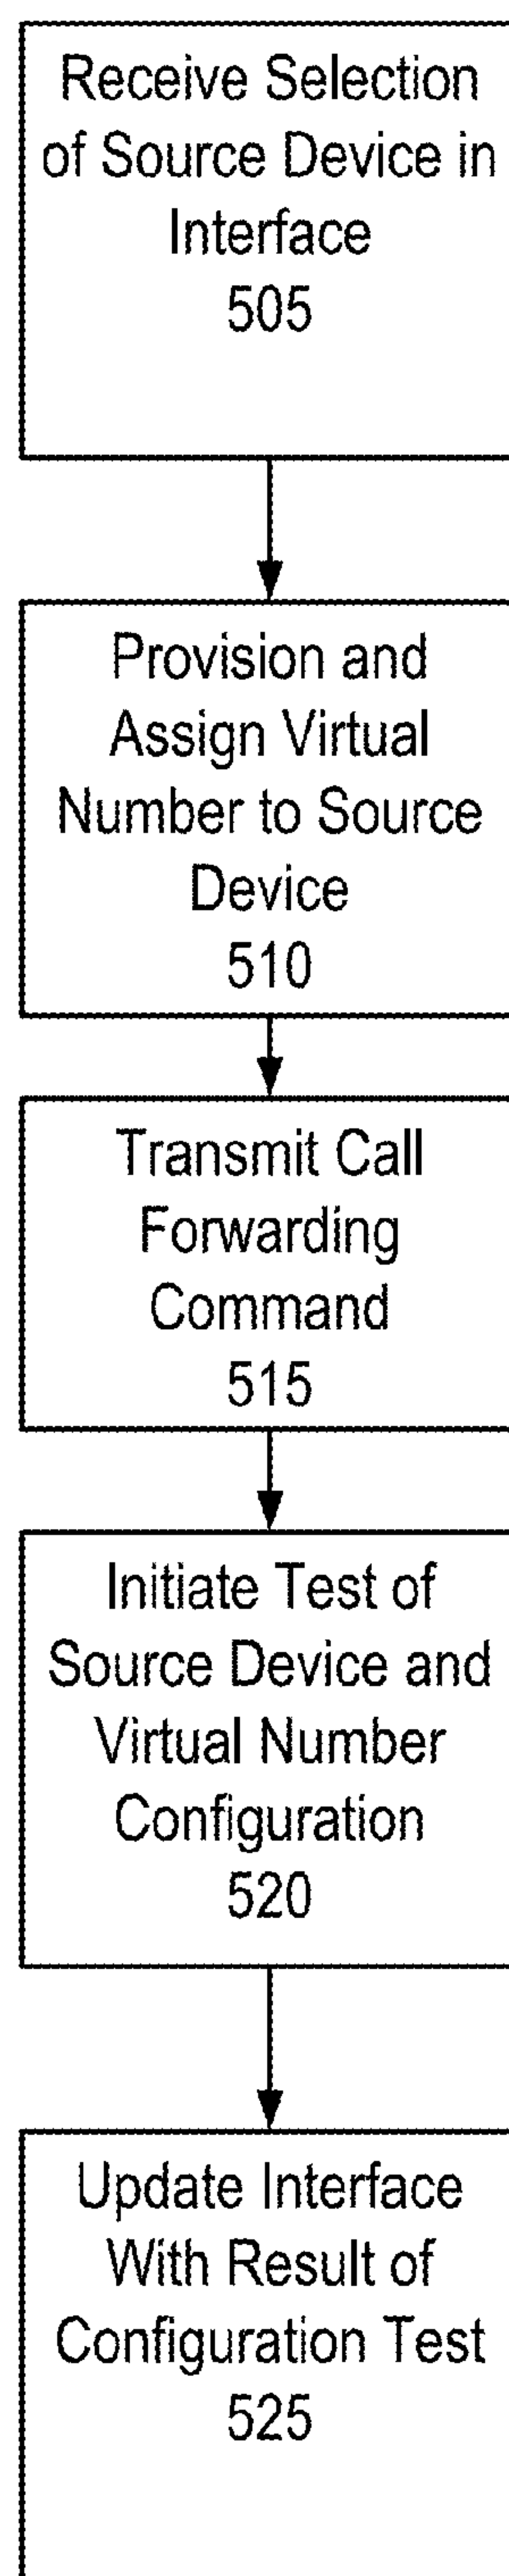 Receive Selection
of Source Device in
Interface
505
Provision and
Assign Virtual
Number to Source
Device
510
Transmit Call
Forwarding
Command
515
Initiate Test of
Source Device and
Virtual Number
Configuration
520
Update Interface
With Result of
Configuration Test
525